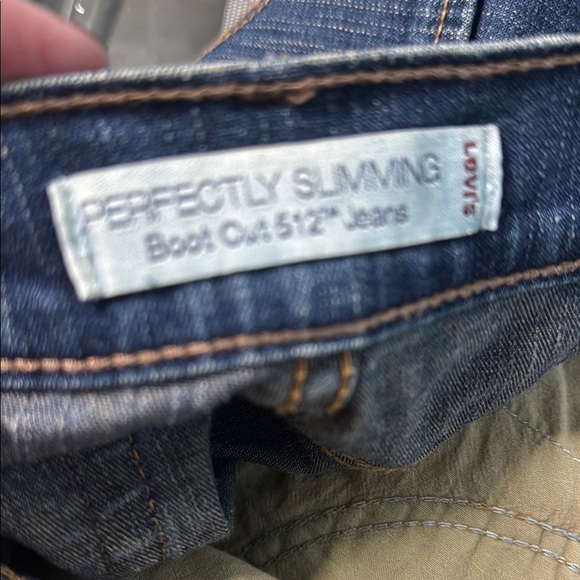 PERFECTLY SLIMMING
Boot Cut 512™ Jeans
LEVI'S